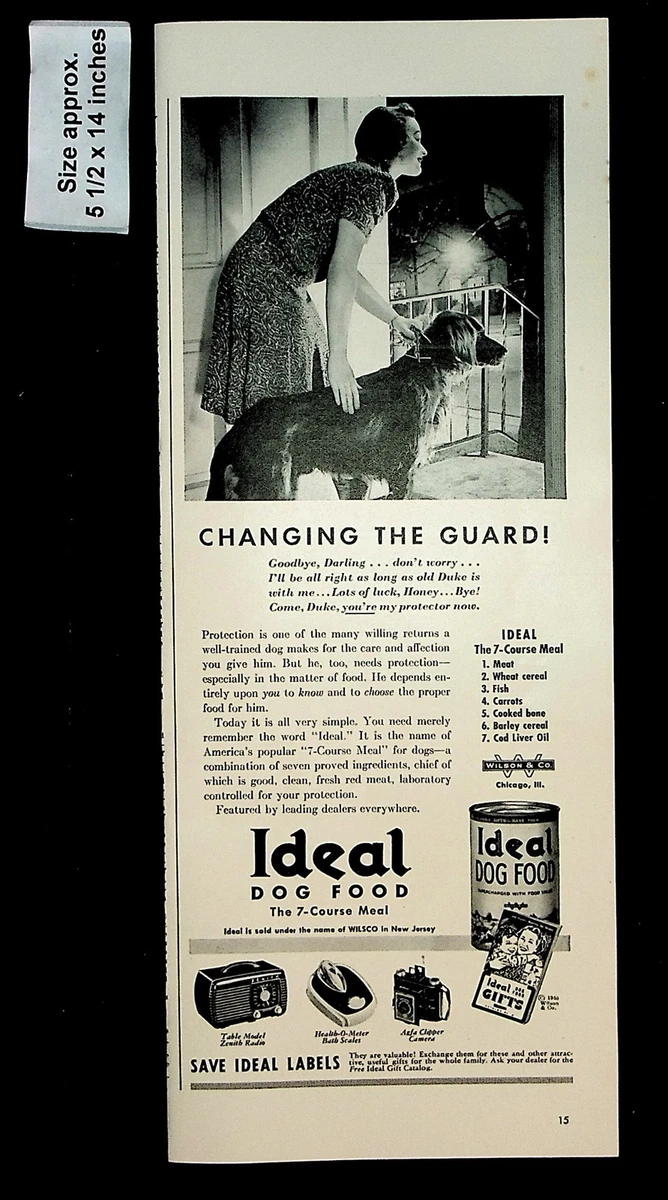 Size approx.
5 1/2 x 14 inches
CHANGING THE GUARD!
Goodbye, Darling . . . don't worry . . .
I'll be all right as long as old Duke is
with me...Lots of luck, Honey...Bye!
Come, Duke, you're my protector now.
Protection is one of the many willing returns a
well-trained dog makes for the care and affection
you give him. But he, too, needs protection—
especially in the matter of food. He depends en-
tirely upon you to know and to choose the proper
food for him.
Today it is all very simple. You need merely
remember the word "Ideal." It is the name of
America's popular "7-Course Meal" for dogs—a
combination of seven proved ingredients, chief of
which is good, clean, fresh red meat, laboratory
controlled for your protection.
Featured by leading dealers everywhere.
IDEAL
The 7-Course Meal
1. Meat
2. Wheat cereal
3. Fish
4. Carrots
5. Cooked bone
6. Barley cereal
7. Cod Liver Oil
WILSON & CO.
Chicago, Ill.
Ideal
DOG FOOD
The 7-Course Meal
Ideal is sold under the name of WILSCO in New Jersey
Ideal
DOG FOOD
SUPERCHARGED WITH FOOD VALUE
Ideal
GIFTS
© 1940
Wilson
& Co.
ZENITH
Table Model
Zenith Radio
Health-O-Meter
Bath Scales
Agfa Clipper
Camera
SAVE IDEAL LABELS
They are valuable! Exchange them for these and other attrac-
tive, useful gifts for the whole family. Ask your dealer for the
Free Ideal Gift Catalog.
15